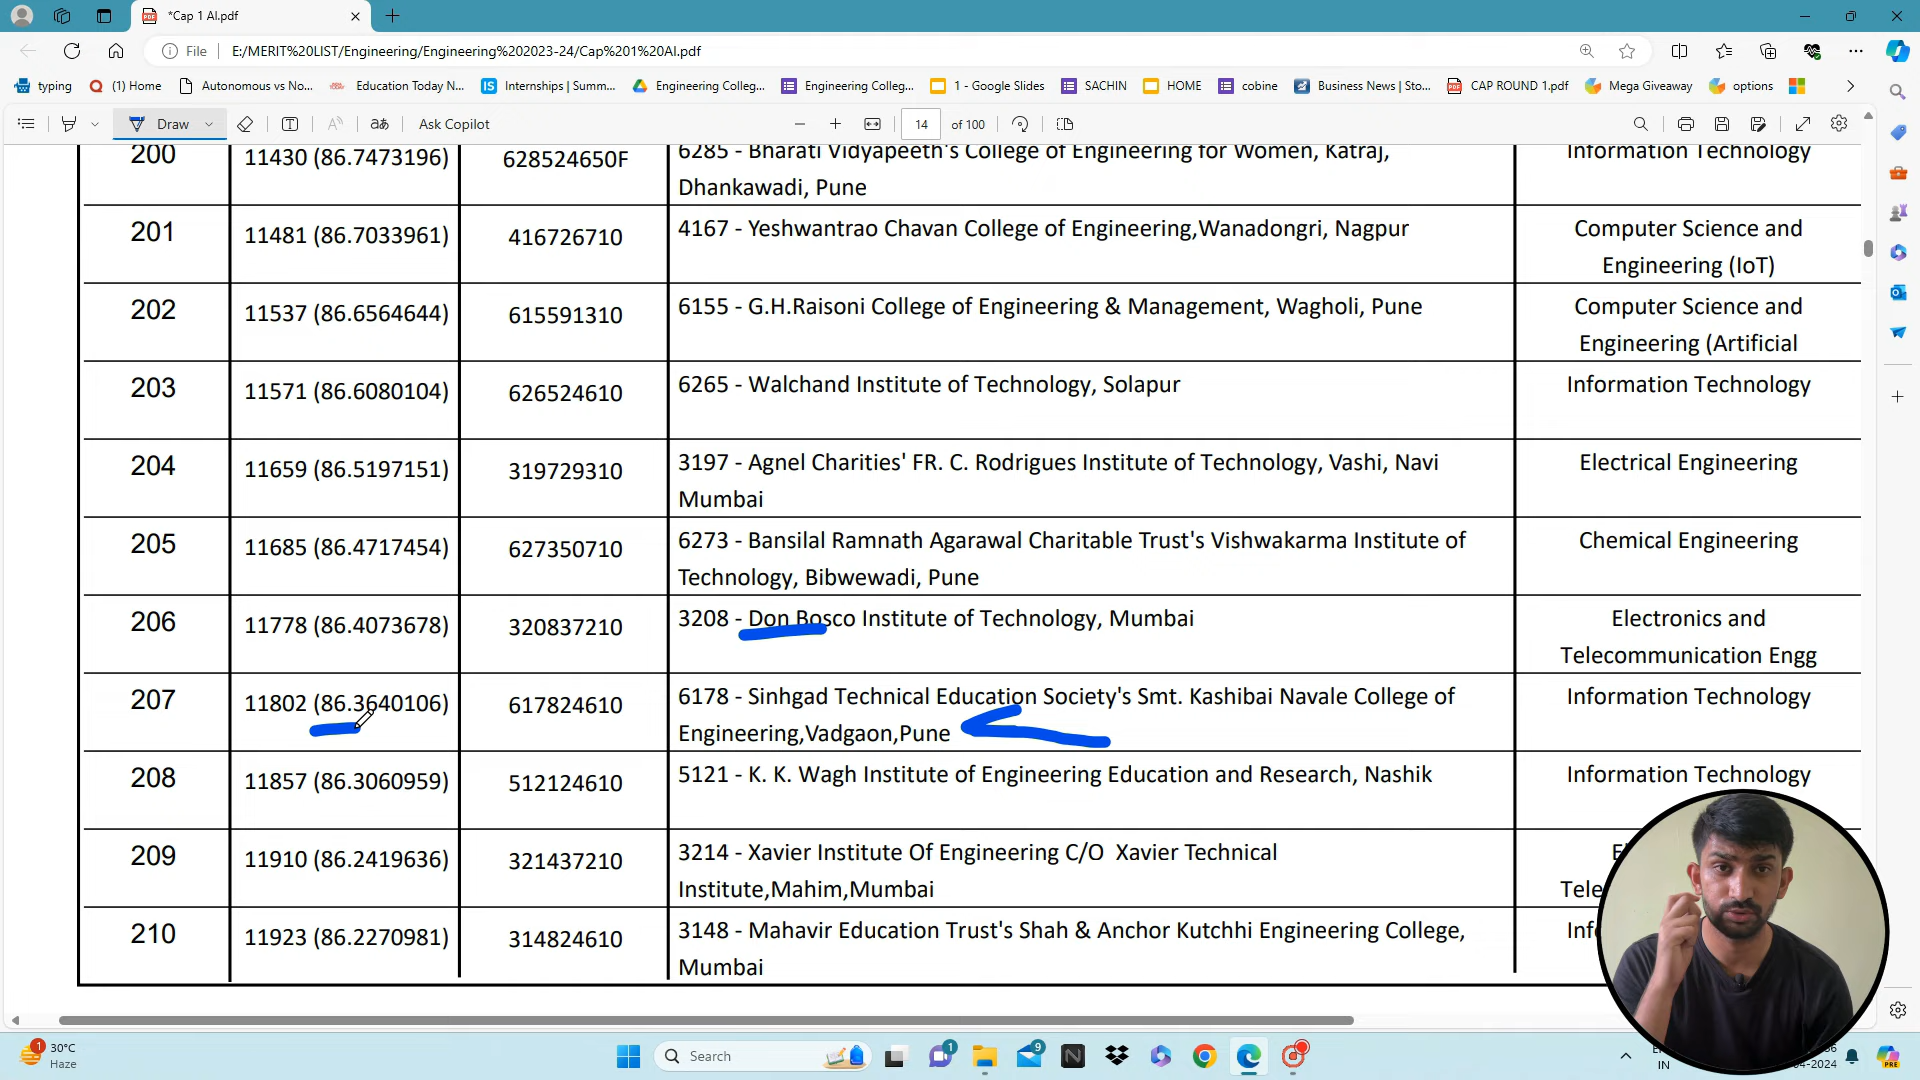 *Cap 1 AI.pdf
File
E:/MERIT%20LIST/Engineering/Engineering%202023-24/Cap%201%20AI.pdf
typing
(1) Home
Autonomous vs No...
Education Today N...
Internships | Summ...
Engineering Colleg...
Engineering Colleg...
1 - Google Slides
SACHIN
HOME
cobine
Business News | Sto...
CAP ROUND 1.pdf
Mega Giveaway
options
Draw
Ask Copilot
14
of 100
200 11430 (86.7473196) 628524650F 6285 - Bharati Vidyapeeth's College of Engineering for Women, Katraj, Information Technology
Dhankawadi, Pune
201 11481 (86.7033961) 416726710 4167 - Yeshwantrao Chavan College of Engineering,Wanadongri, Nagpur Computer Science and
Engineering (IoT)
202 11537 (86.6564644) 615591310 6155 - G.H.Raisoni College of Engineering & Management, Wagholi, Pune Computer Science and
Engineering (Artificial
203 11571 (86.6080104) 626524610 6265 - Walchand Institute of Technology, Solapur Information Technology
204 11659 (86.5197151) 319729310 3197 - Agnel Charities' FR. C. Rodrigues Institute of Technology, Vashi, Navi Electrical Engineering
Mumbai
205 11685 (86.4717454) 627350710 6273 - Bansilal Ramnath Agarawal Charitable Trust's Vishwakarma Institute of Chemical Engineering
Technology, Bibwewadi, Pune
206 11778 (86.4073678) 320837210 3208 - Don Bosco Institute of Technology, Mumbai Electronics and
Telecommunication Engg
207 11802 (86.3640106) 617824610 6178 - Sinhgad Technical Education Society's Smt. Kashibai Navale College of Information Technology
Engineering,Vadgaon,Pune
208 11857 (86.3060959) 512124610 5121 - K. K. Wagh Institute of Engineering Education and Research, Nashik Information Technology
209 11910 (86.2419636) 321437210 3214 - Xavier Institute Of Engineering C/O Xavier Technical
Institute,Mahim,Mumbai Tele
210 11923 (86.2270981) 314824610 3148 - Mahavir Education Trust's Shah & Anchor Kutchhi Engineering College,
Mumbai
1
30°C
Haze
Search
1
9
IN
-2024
PRE